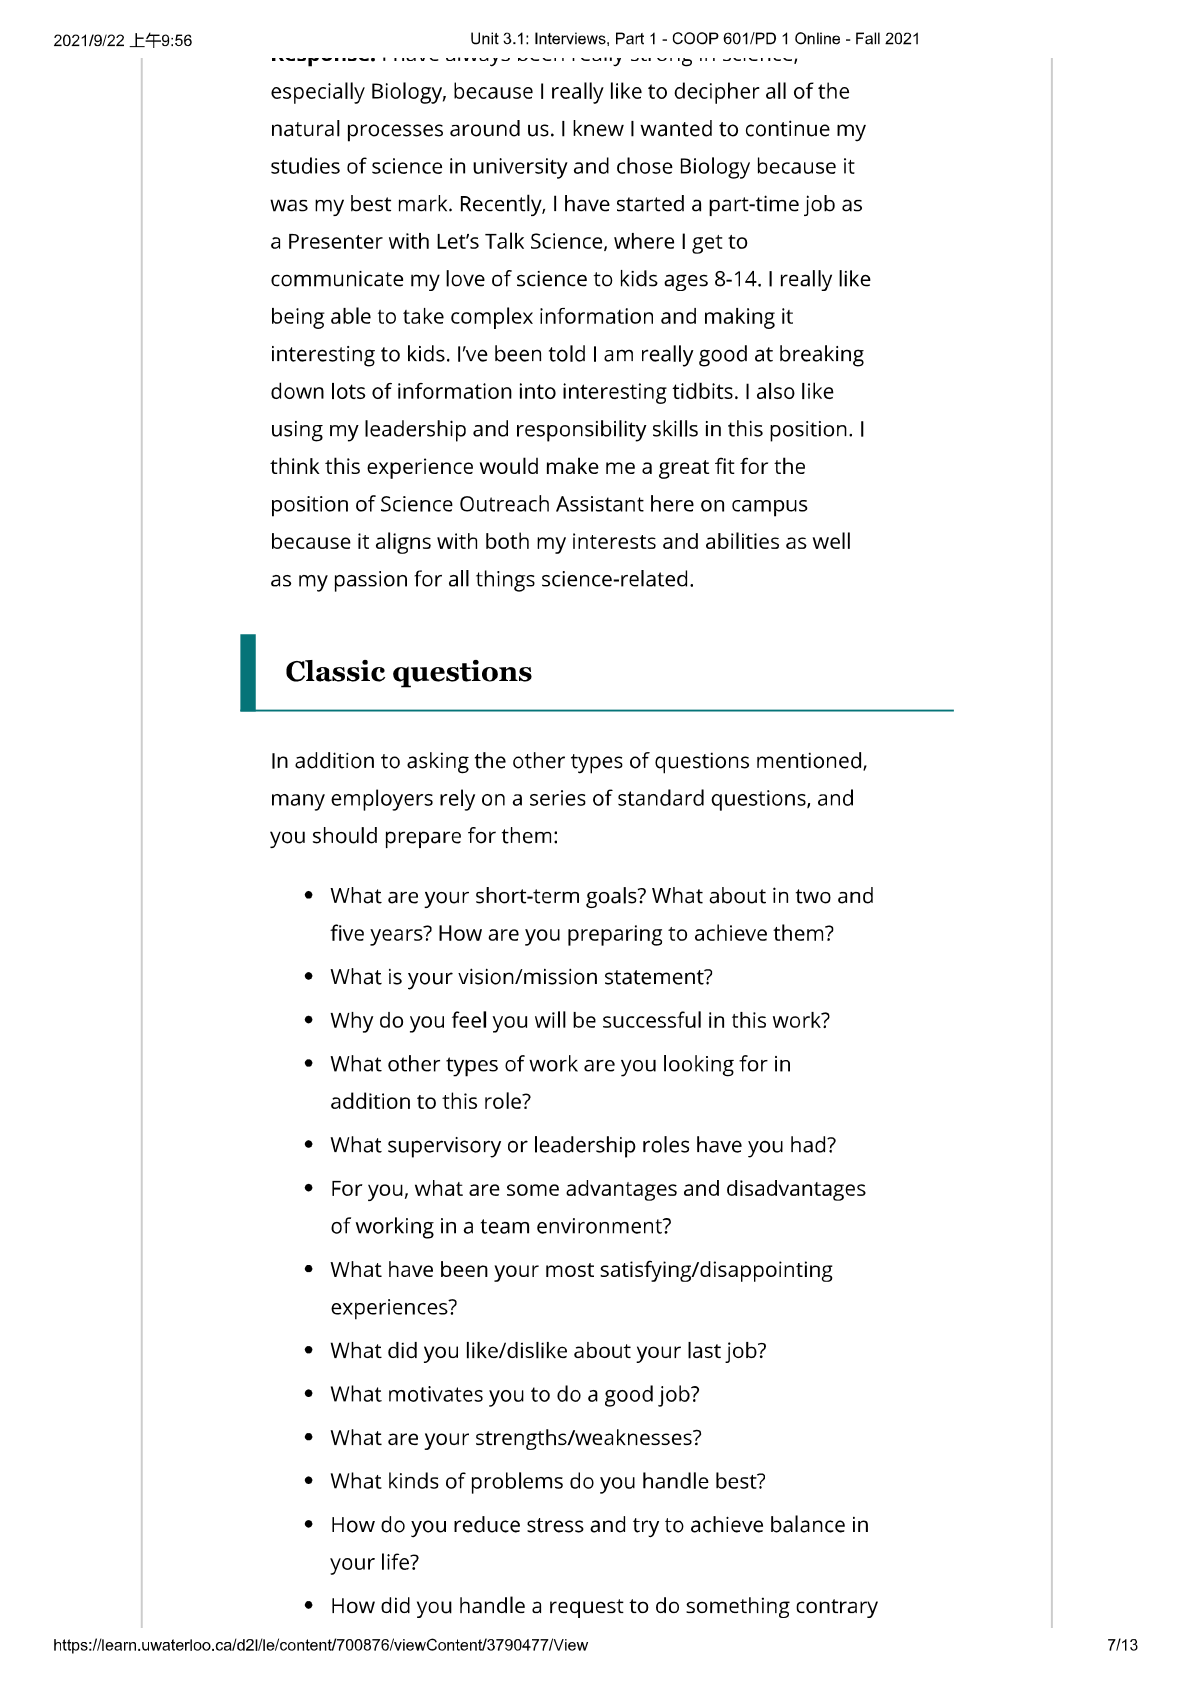 2021/9/22 上午9:56
Unit 3.1: Interviews, Part 1 - COOP 601/PD 1 Online - Fall 2021
Response: I have always been really strong in science,
especially Biology, because I really like to decipher all of the
natural processes around us. I knew I wanted to continue my
studies of science in university and chose Biology because it
was my best mark. Recently, I have started a part-time job as
a Presenter with Let’s Talk Science, where I get to
communicate my love of science to kids ages 8-14. I really like
being able to take complex information and making it
interesting to kids. I’ve been told I am really good at breaking
down lots of information into interesting tidbits. I also like
using my leadership and responsibility skills in this position. I
think this experience would make me a great fit for the
position of Science Outreach Assistant here on campus
because it aligns with both my interests and abilities as well
as my passion for all things science-related.
Classic questions
In addition to asking the other types of questions mentioned,
many employers rely on a series of standard questions, and
you should prepare for them:
• What are your short-term goals? What about in two and
five years? How are you preparing to achieve them?
• What is your vision/mission statement?
• Why do you feel you will be successful in this work?
• What other types of work are you looking for in
addition to this role?
• What supervisory or leadership roles have you had?
• For you, what are some advantages and disadvantages
of working in a team environment?
• What have been your most satisfying/disappointing
experiences?
• What did you like/dislike about your last job?
• What motivates you to do a good job?
• What are your strengths/weaknesses?
• What kinds of problems do you handle best?
• How do you reduce stress and try to achieve balance in
your life?
• How did you handle a request to do something contrary
https://learn.uwaterloo.ca/d2l/le/content/700876/viewContent/3790477/View
7/13